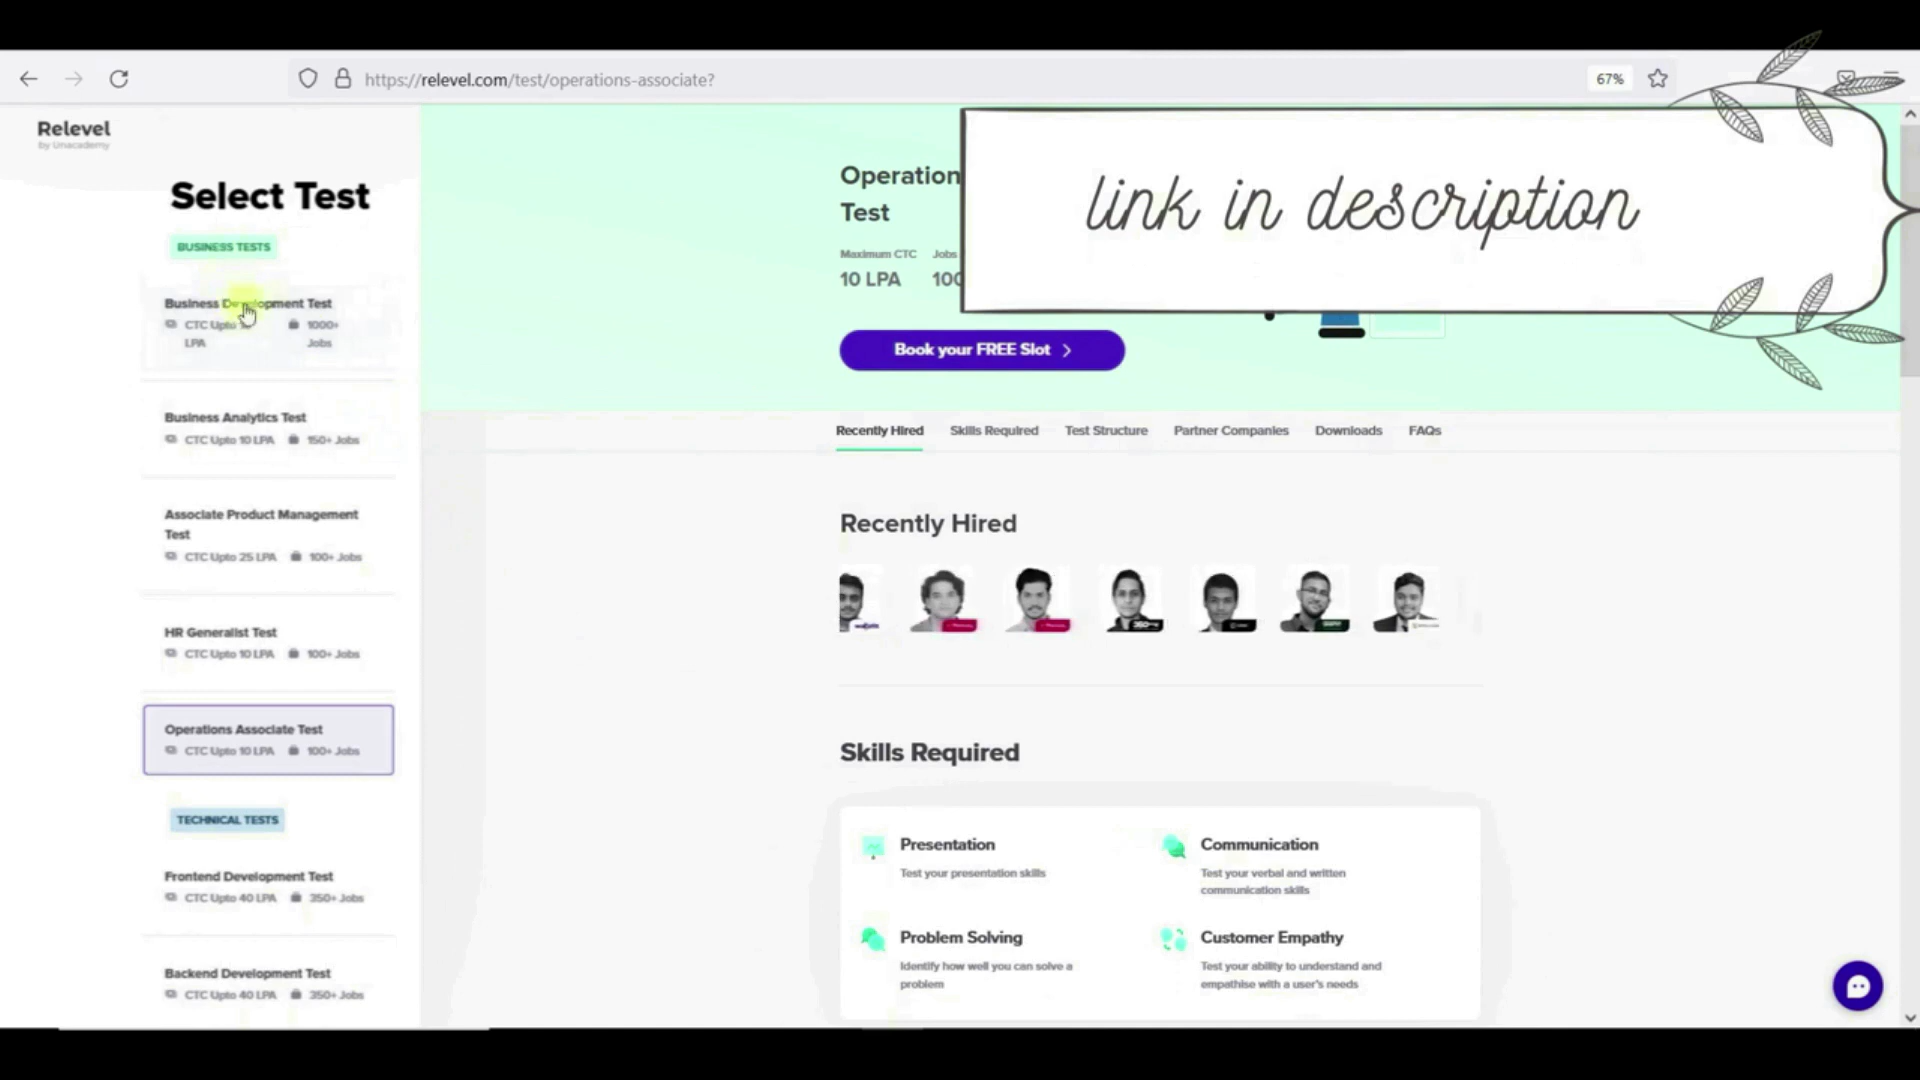 https://relevel.com/test/operations-associate?
67%
Relevel
by Unacademy
Select Test
BUSINESS TESTS
Business Development Test
CTC Upto
LPA
1000+
Jobs
Business Analytics Test
CTC Upto 10 LPA 150+ Jobs
Associate Product Management
Test
CTC Upto 25 LPA 100+ Jobs
HR Generalist Test
CTC Upto 10 LPA 100+ Jobs
Operations Associate Test
CTC Upto 10 LPA 100+ Jobs
TECHNICAL TESTS
Frontend Development Test
CTC Upto 40 LPA 350+ Jobs
Backend Development Test
CTC Upto 40 LPA 350+ Jobs
Operation
Test
Maximum CTC Jobs
10 LPA 100
link in description
Book your FREE Slot
Recently Hired Skills Required Test Structure Partner Companies Downloads FAQs
Recently Hired
Skills Required
Presentation
Test your presentation skills
Communication
Test your verbal and written
communication skills
Problem Solving
Identify how well you can solve a
problem
Customer Empathy
Test your ability to understand and
empathise with a user's needs